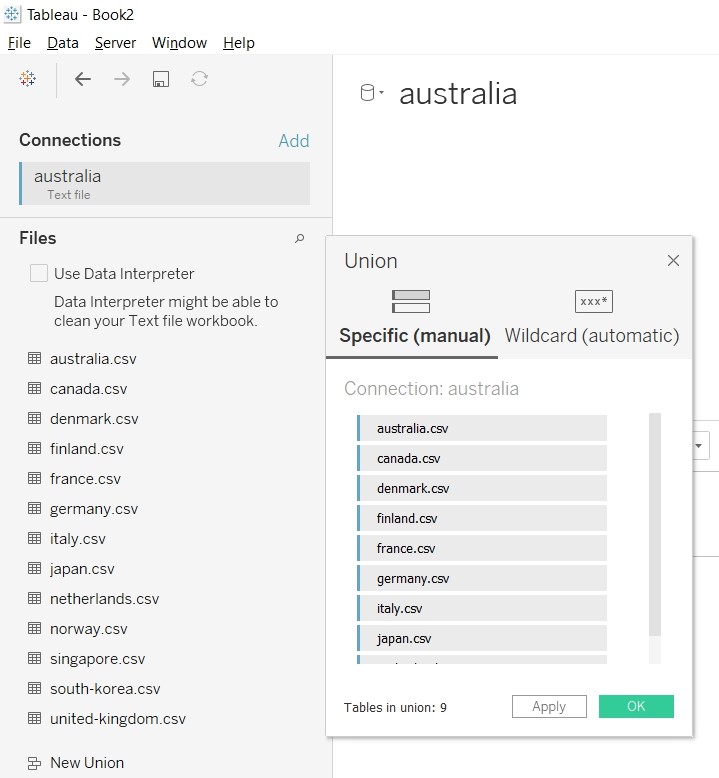 Tableau - Book2
File Data Server Window Help
australia
Connections Add
australia
Text file
Files
Use Data Interpreter
Data Interpreter might be able to
clean your Text file workbook.
australia.csv
canada.csv
denmark.csv
finland.csv
france.csv
germany.csv
italy.csv
japan.csv
netherlands.csv
norway.csv
singapore.csv
south-korea.csv
united-kingdom.csv
New Union
Union
xxx*
Specific (manual) Wildcard (automatic)
Connection: australia
australia.csv
canada.csv
denmark.csv
finland.csv
france.csv
germany.csv
italy.csv
japan.csv
Tables in union: 9 Apply OK